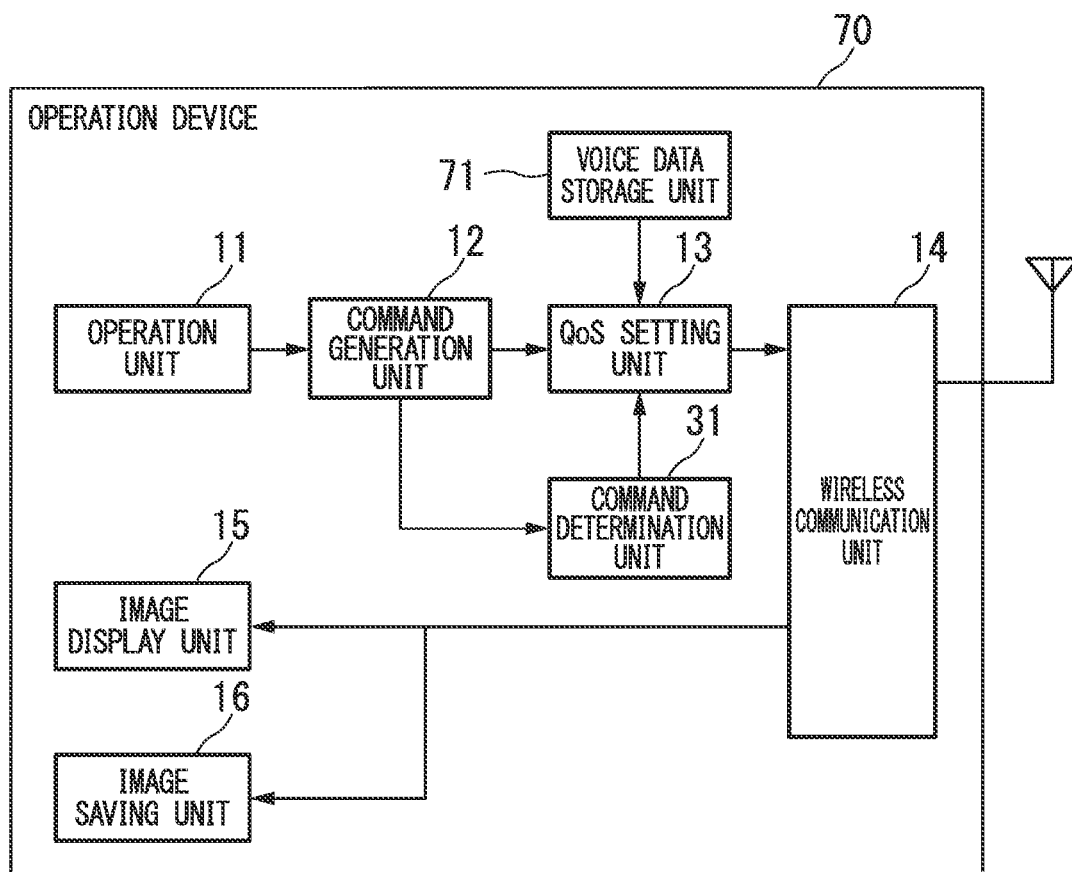 70
OPERATION DEVICE
71
VOICE DATA
STORAGE UNIT
11
12
13
14
OPERATION
UNIT
COMMAND
GENERATION
UNIT
QoS SETTING
UNIT
31
COMMAND
DETERMINATION
UNIT
WIRELESS
COMMUNICATION
UNIT
15
IMAGE
DISPLAY UNIT
16
IMAGE
SAVING UNIT